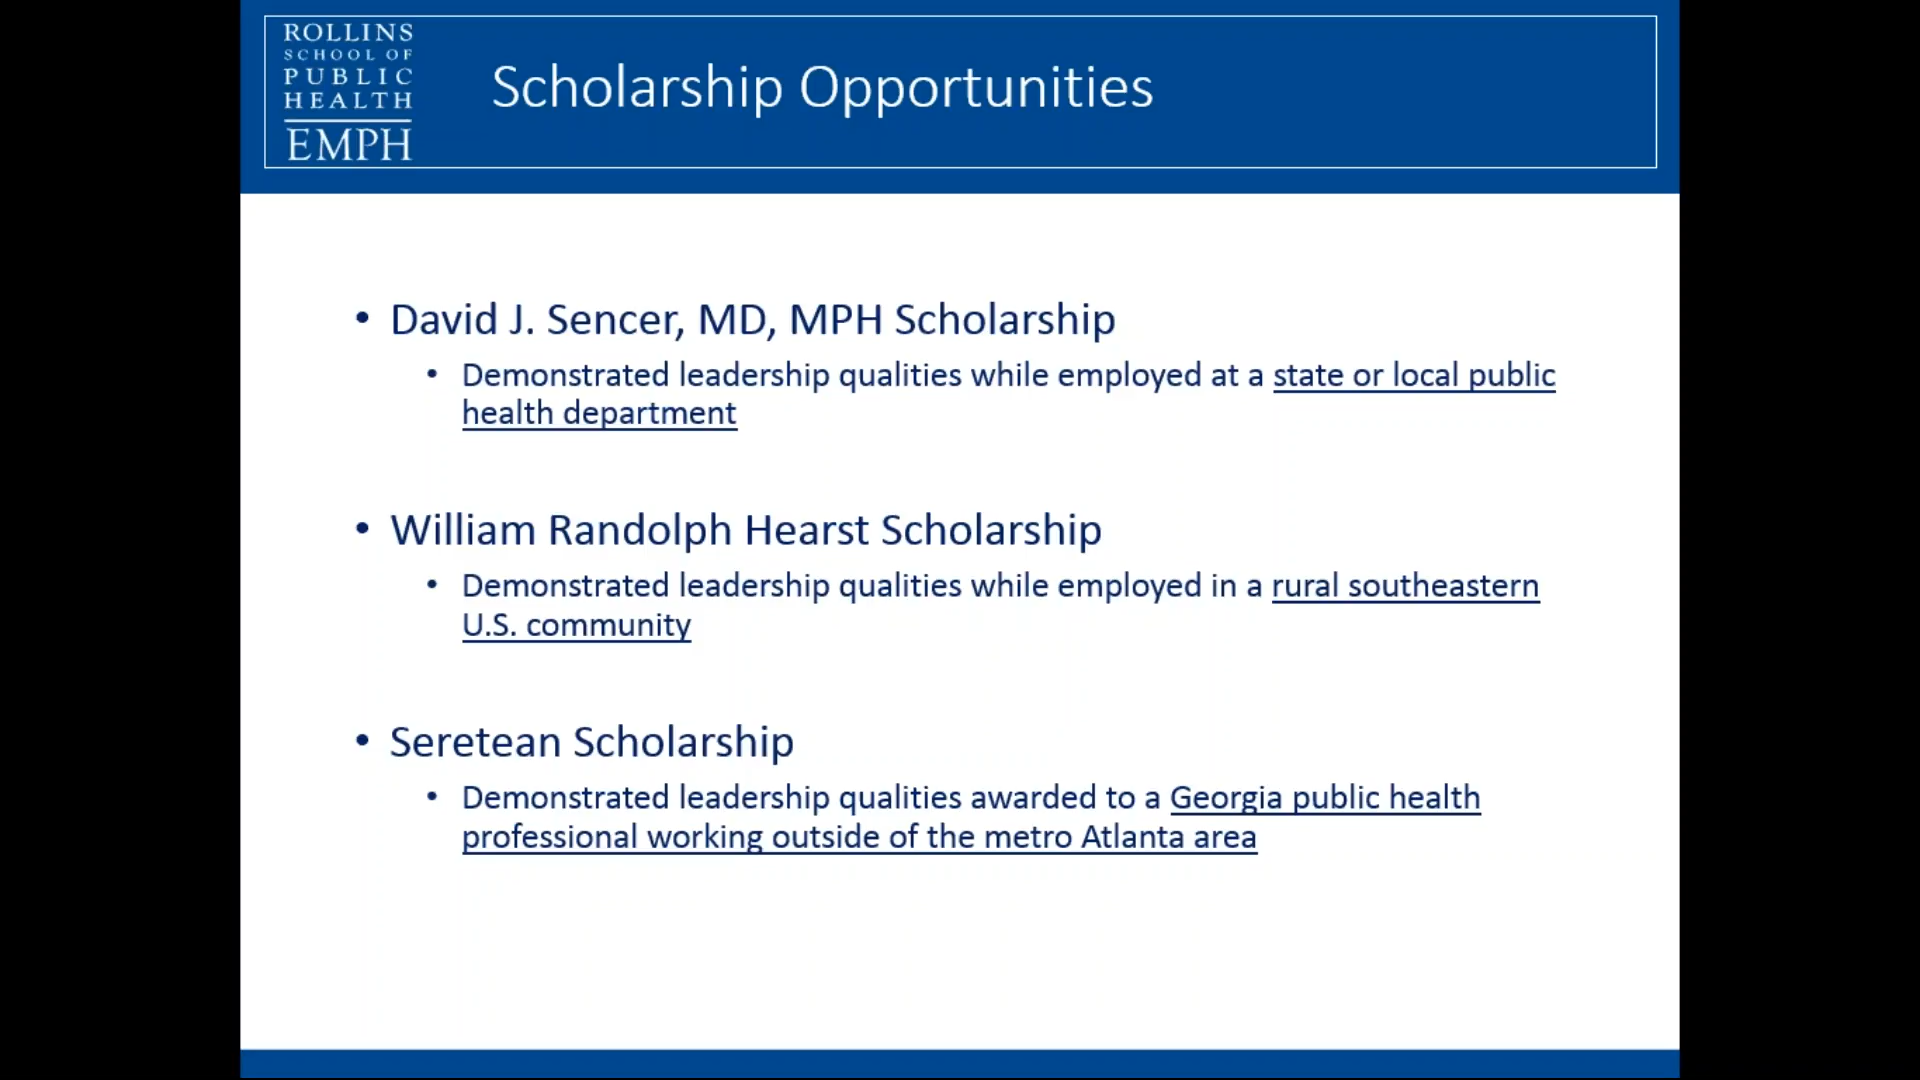 ROLLINS
SCHOOL OF
PUBLIC
HEALTH
EMPH
Scholarship Opportunities
• David J. Sencer, MD, MPH Scholarship
• Demonstrated leadership qualities while employed at a state or local public
health department
• William Randolph Hearst Scholarship
• Demonstrated leadership qualities while employed in a rural southeastern
U.S. community
• Seretean Scholarship
• Demonstrated leadership qualities awarded to a Georgia public health
professional working outside of the metro Atlanta area